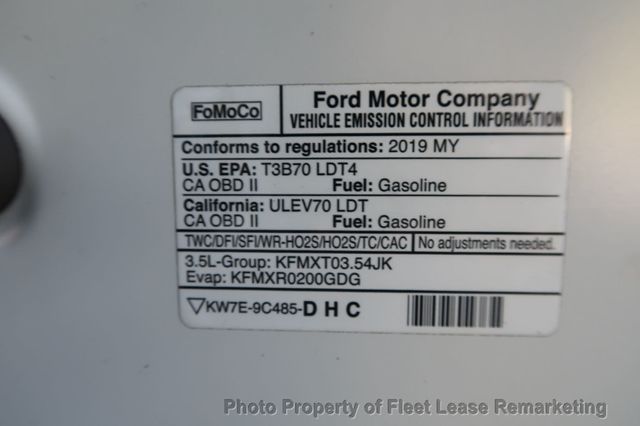 FoMoCo
Ford Motor Company
VEHICLE EMISSION CONTROL INFORMATION
Conforms to regulations: 2019 MY
U.S. EPA: T3B70 LDT4
CA OBD II Fuel: Gasoline
California: ULEV70 LDT
CA OBD II Fuel: Gasoline
TWC/DFI/SFI/WR-HO2S/HO2S/TC/CAC No adjustments needed.
3.5L-Group: KFMXT03.54JK
Evap: KFMXR0200GDG
KW7E-9C485-D H C
Photo Property of Fleet Lease Remarketing